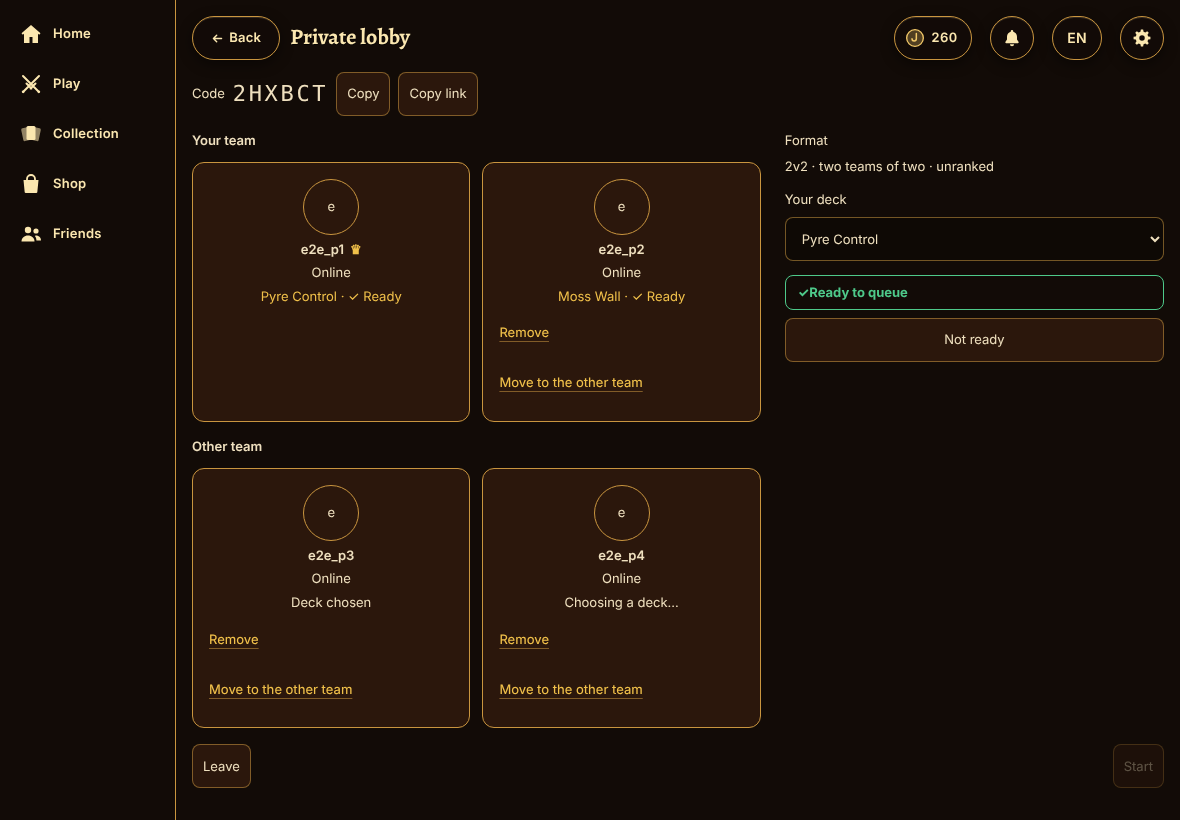 Home
Play
Collection
Shop
Friends
← Back
Private lobby
J 260
EN
Code 2HXBCT Copy Copy link
Your team
e
e2e_p1
Online
Pyre Control · ✓ Ready
e
e2e_p2
Online
Moss Wall · ✓ Ready
Remove
Move to the other team
Other team
e
e2e_p3
Online
Deck chosen
Remove
Move to the other team
e
e2e_p4
Online
Choosing a deck…
Remove
Move to the other team
Format
2v2 · two teams of two · unranked
Your deck
Pyre Control
✓Ready to queue
Not ready
Leave
Start